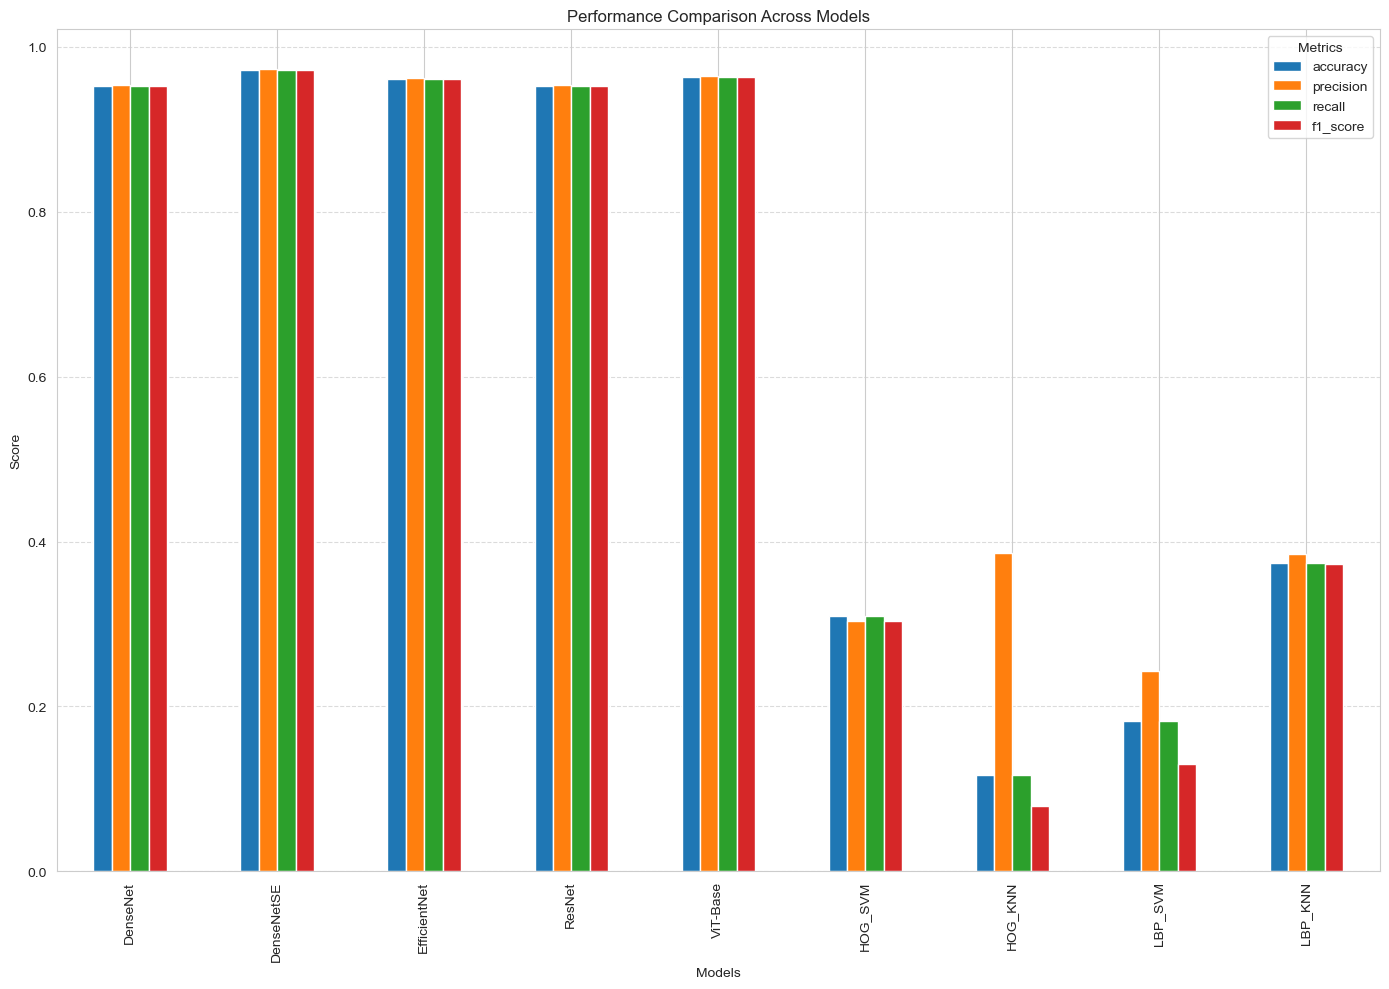 Performance Comparison Across Models
Metrics
accuracy
precision
recall
f1_score
Score
1.0
0.8
0.6
0.4
0.2
0.0
DenseNet
DenseNetSE
EfficientNet
ResNet
ViT-Base
HOG_SVM
HOG_KNN
LBP_SVM
LBP_KNN
Models